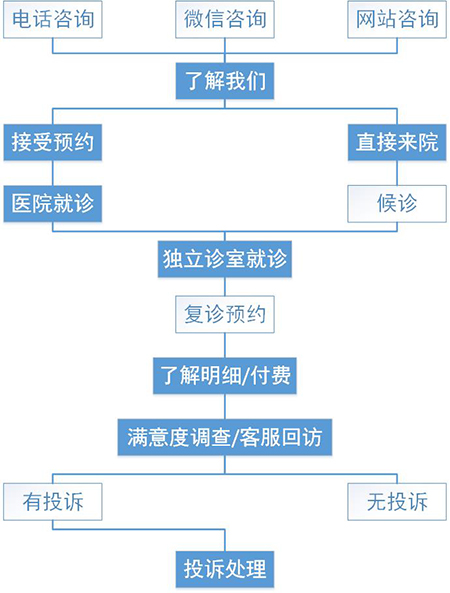 电话咨询
微信咨询
网站咨询
了解我们
接受预约
直接来院
医院就诊
候诊
独立诊室就诊
复诊预约
了解明细/付费
满意度调查/客服回访
有投诉
无投诉
投诉处理